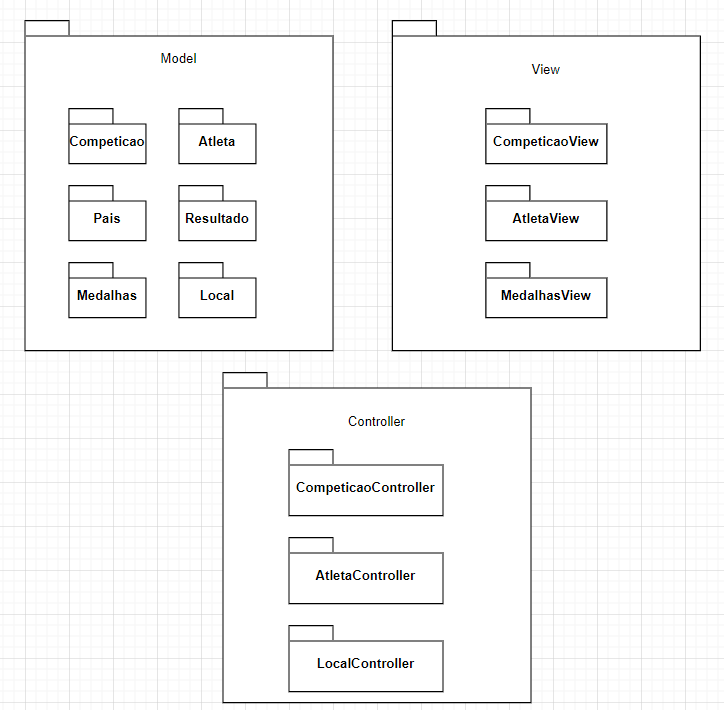 Model
Competicao
Atleta
Pais
Resultado
Medalhas
Local
View
CompeticaoView
AtletaView
MedalhasView
Controller
CompeticaoController
AtletaController
LocalController